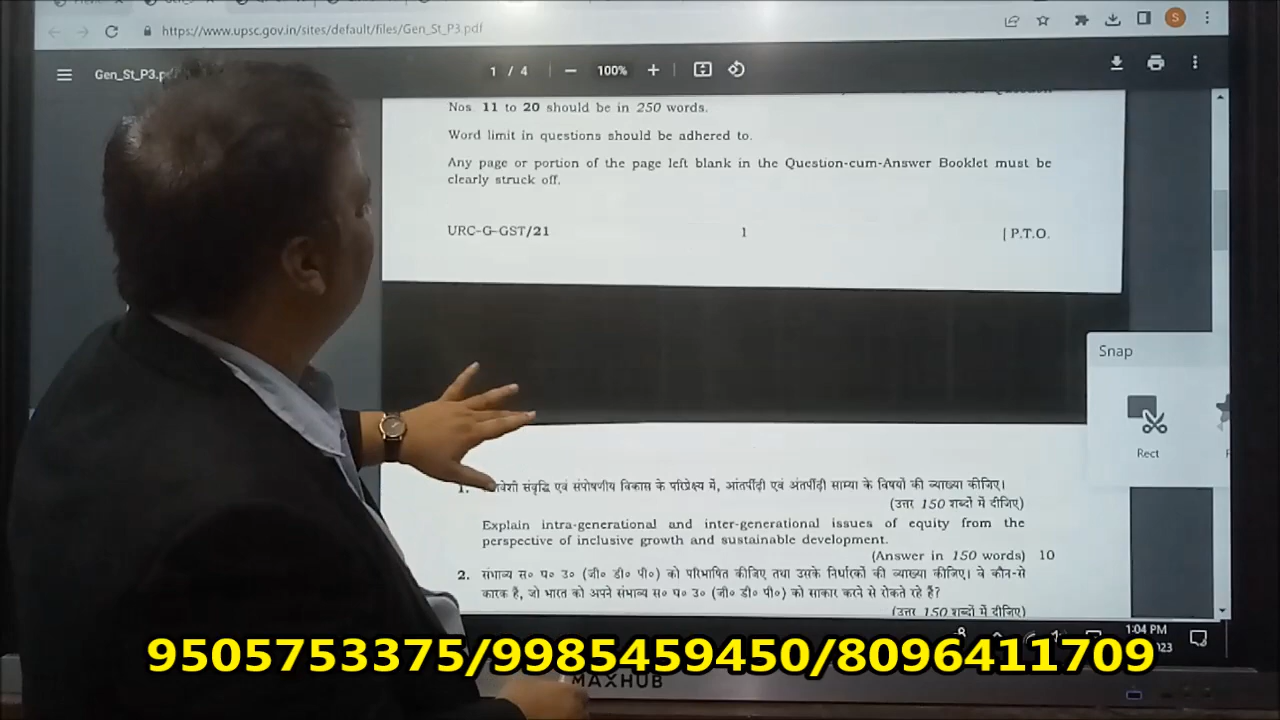 https://www.upsc.gov.in/sites/default/files/Gen_St_P3.pdf
S
Gen_St_P3.p
1 / 4
100%
Nos. 11 to 20 should be in 250 words.
Word limit in questions should be adhered to.
Any page or portion of the page left blank in the Question-cum-Answer Booklet must be
clearly struck off.
URC-G-GST/21 1 [ P.T.O.
Snap
Rect
1. संवृद्धि एवं संपोषणीय विकास के परिप्रेक्ष्य में, आंतर्पीढ़ी एवं अंतर्पीढ़ी साम्या के विषयों की व्याख्या कीजिए।
(उत्तर 150 शब्दों में दीजिए)
Explain intra-generational and inter-generational issues of equity from the
perspective of inclusive growth and sustainable development.
(Answer in 150 words) 10
2. संभाव्य स० घ० उ० (जी० डी० पी०) को परिभाषित कीजिए तथा उसके निर्धारकों की व्याख्या कीजिए। वे कौन-से
कारक हैं, जो भारत को अपने संभाव्य स० घ० उ० (जी० डी० पी०) को साकार करने से रोकते रहे हैं?
(उत्तर 150 शब्दों में दीजिए)
1:04 PM
023
9505753375/9985459450/8096411709
MAXHUB